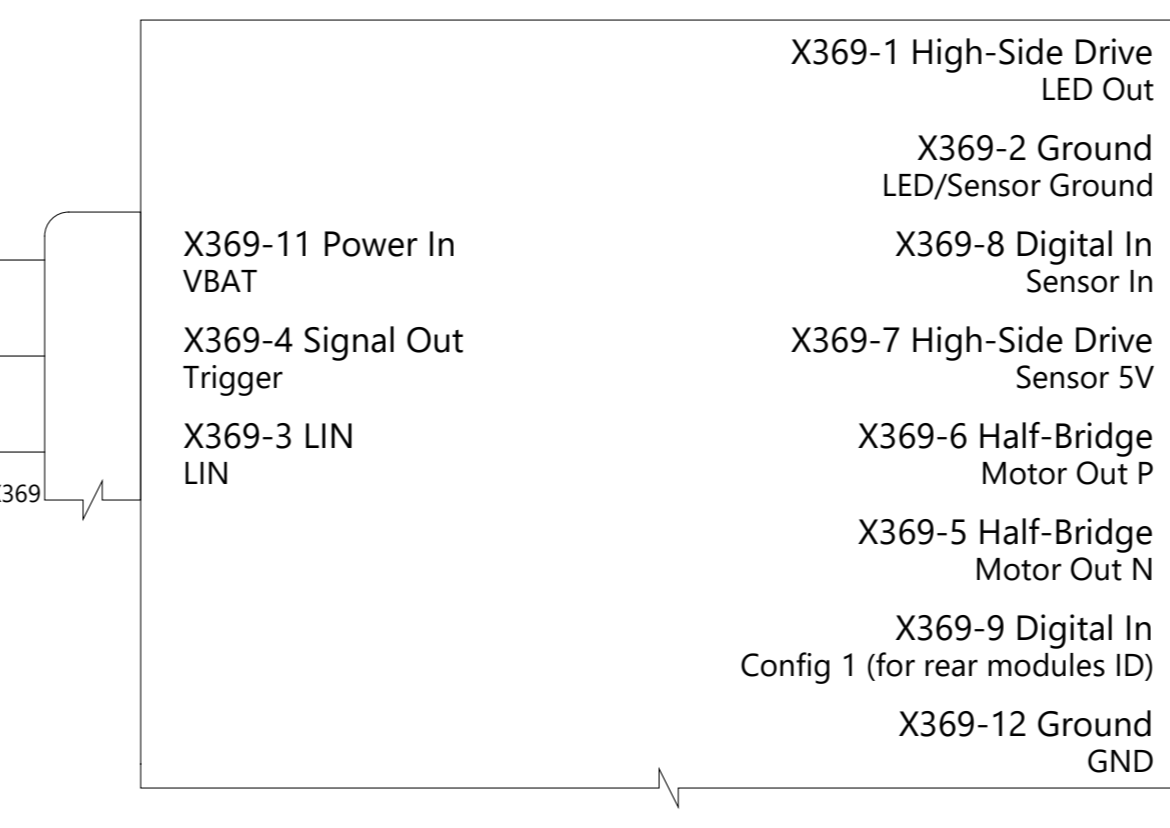 X369-1 High-Side Drive
LED Out
X369-2 Ground
LED/Sensor Ground
X369-11 Power In
VBAT
X369-8 Digital In
Sensor In
X369-4 Signal Out
Trigger
X369-7 High-Side Drive
Sensor 5V
X369-3 LIN
LIN
X369-6 Half-Bridge
Motor Out P
369
X369-5 Half-Bridge
Motor Out N
X369-9 Digital In
Config 1 (for rear modules ID)
X369-12 Ground
GND